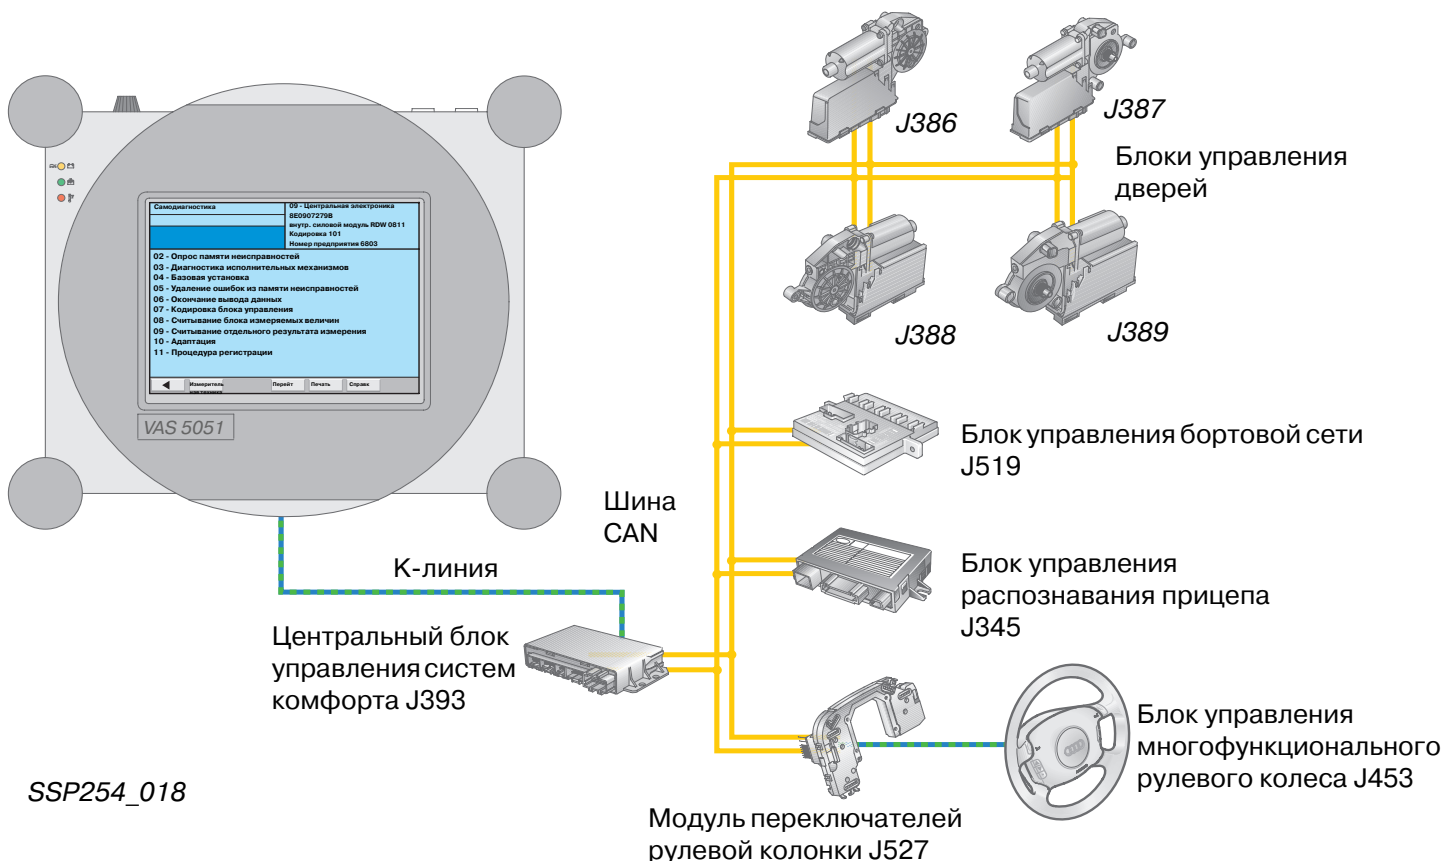 Самодиагностика
09 - Центральная электроника
8E0907279B
внутр. силовой модуль RDW 0811
Кодировка 101
Номер предприятия 6803
02 - Опрос памяти неисправностей
03 - Диагностика исполнительных механизмов
04 - Базовая установка
05 - Удаление ошибок из памяти неисправностей
06 - Окончание вывода данных
07 - Кодировка блока управления
08 - Считывание блока измеряемых величин
09 - Считывание отдельного результата измерения
10 - Адаптация
11 - Процедура регистрации
Измеритель
Перейт
Печать
Справк
VAS 5051
J386
J387
Блоки управления
дверей
J388
J389
Блок управления бортовой сети
J519
Шина
CAN
К-линия
Блок управления
распознавания прицепа
J345
Центральный блок
управления систем
комфорта J393
Блок управления
многофункционального
рулевого колеса J453
SSP254_018
Модуль переключателей
рулевой колонки J527